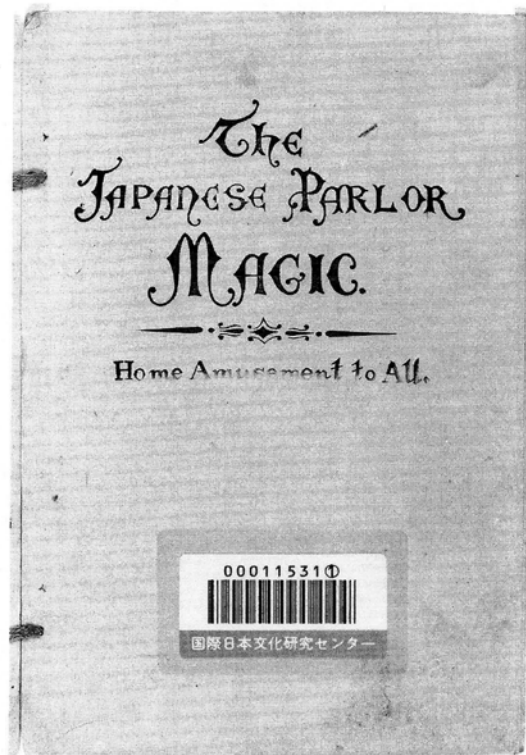 The
Japanese Parlor
Magic.
Home Amusement to All.
00011531①
国際日本文化研究センター